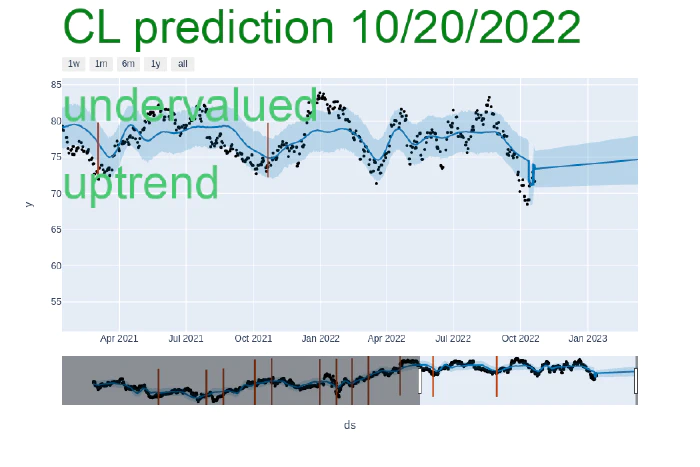 CL prediction 10/20/2022
1w 1m 6m 1y all
85
undervalued
80
75
uptrend
70
y
65
60
55
Apr 2021 Jul 2021 Oct 2021 Jan 2022 Apr 2022 Jul 2022 Oct 2022 Jan 2023
ds